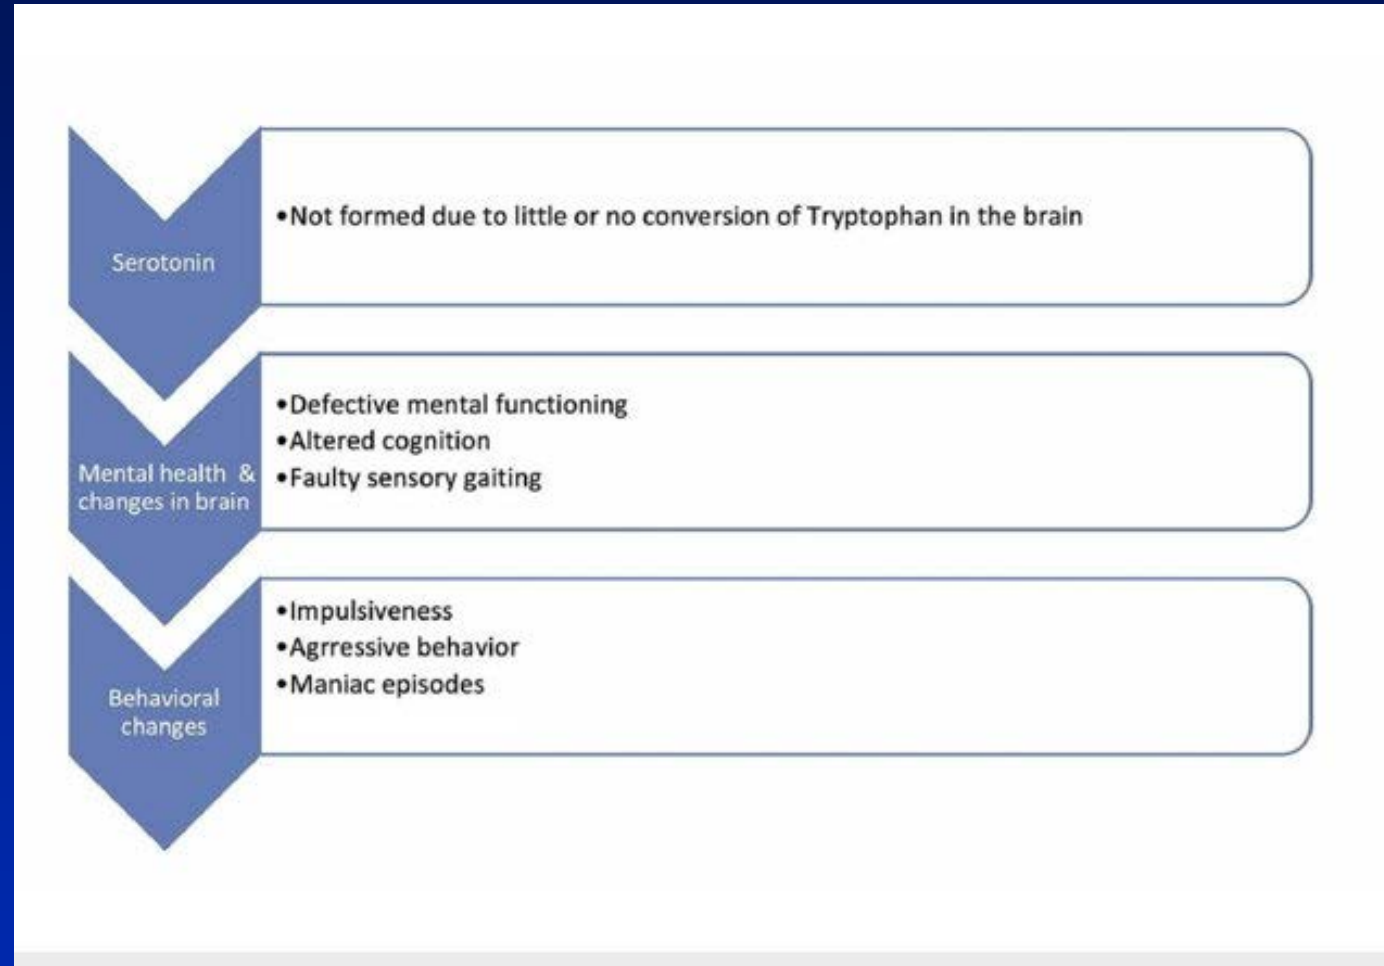 Serotonin
•Not formed due to little or no conversion of Tryptophan in the brain
Mental health &
changes in brain
•Defective mental functioning
•Altered cognition
•Faulty sensory gaiting
Behavioral
changes
•Impulsiveness
•Agrressive behavior
•Maniac episodes